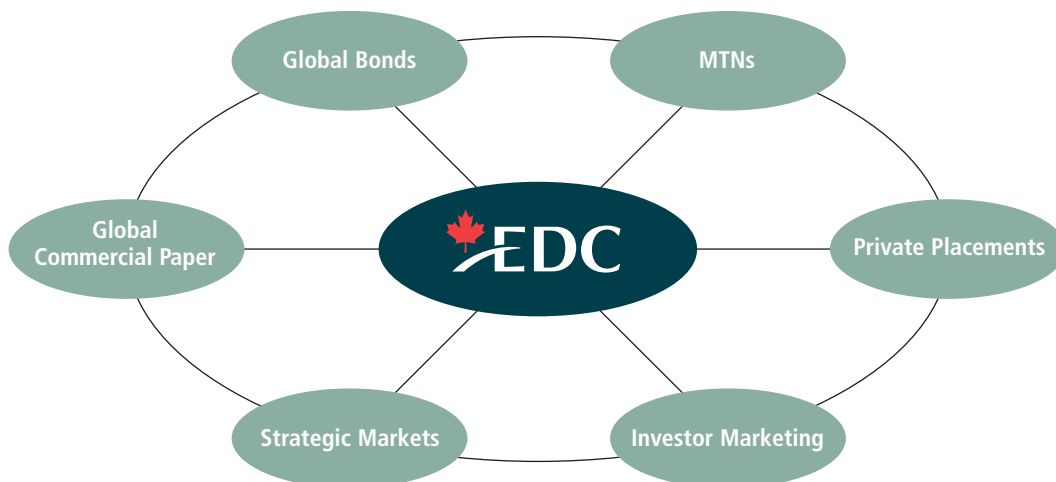 Global Bonds
MTNs
Global
Commercial Paper
EDC
Private Placements
Strategic Markets
Investor Marketing